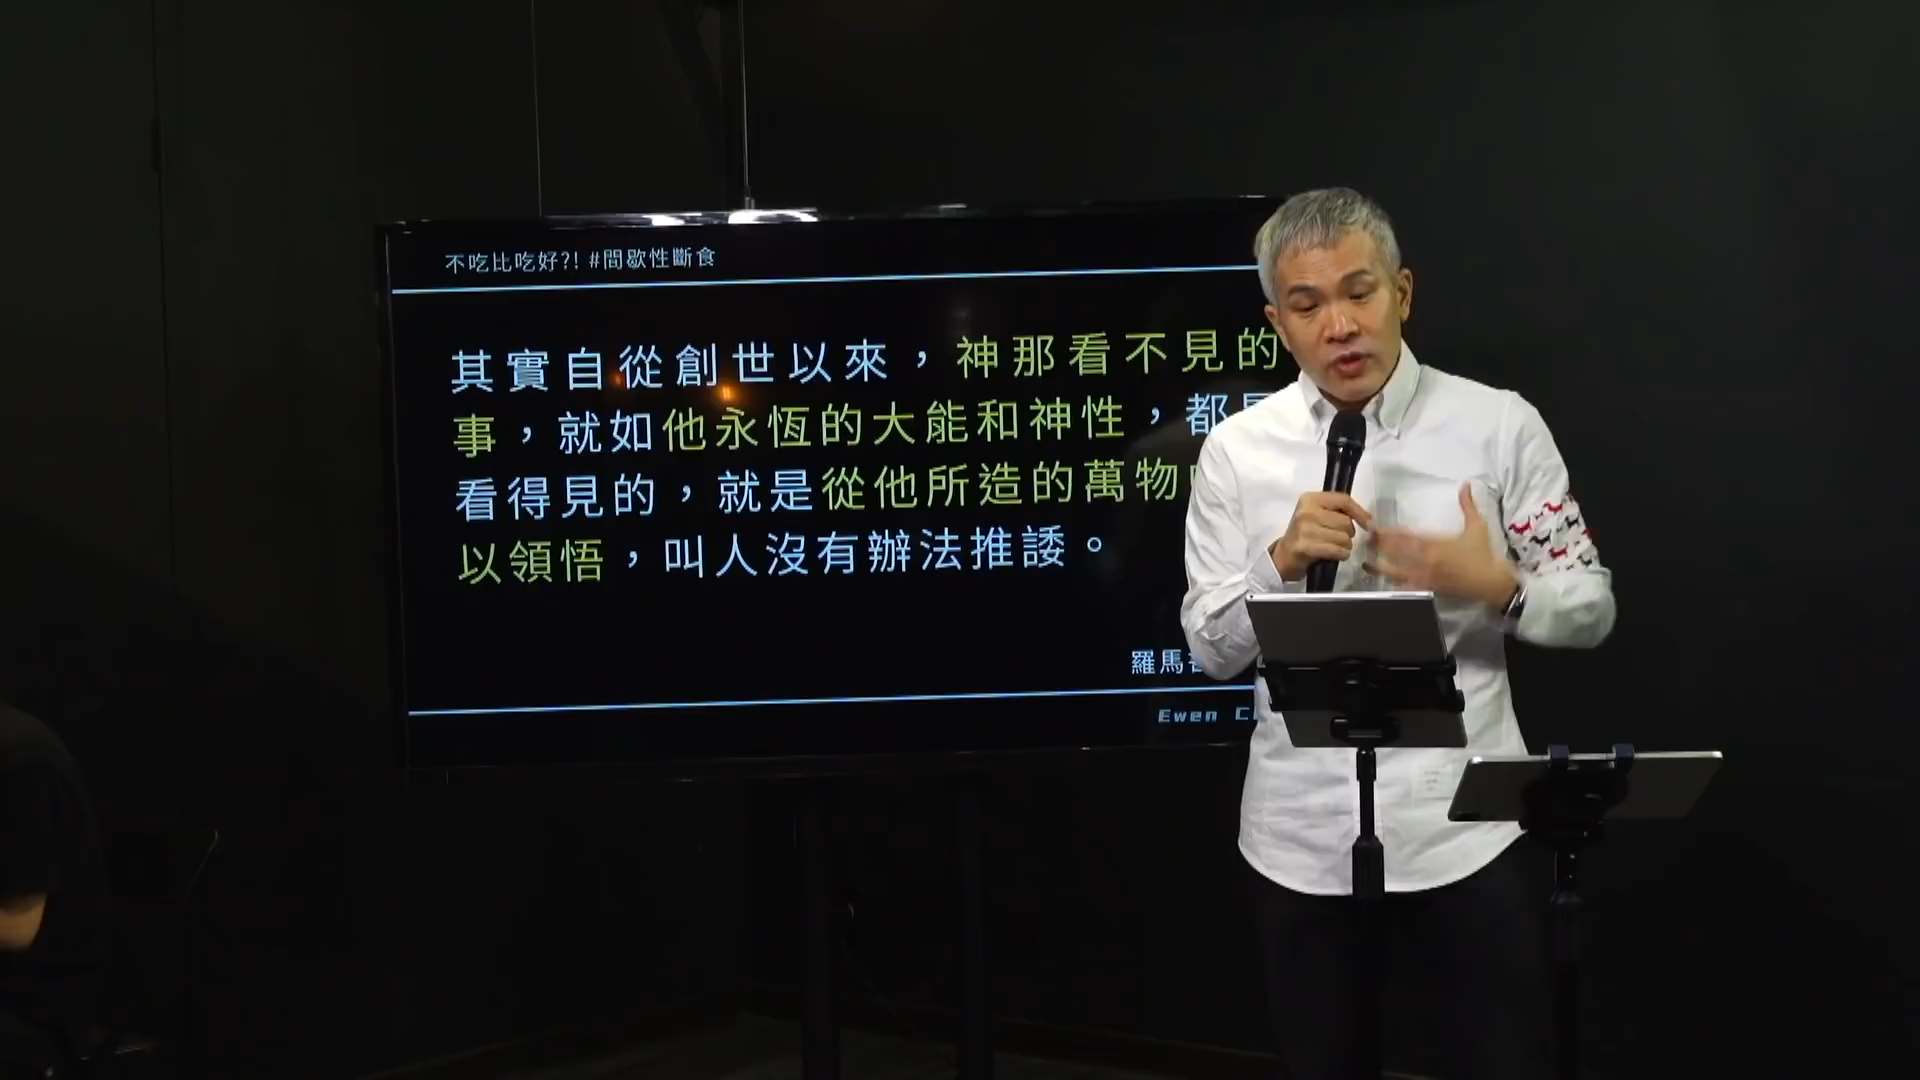 不吃比吃好?! #間歇性斷食
其實自從創世以來，神那看不見的
事，就如他永恆的大能和神性，都是
看得見的，就是從他所造的萬物
以領悟，叫人沒有辦法推諉。
羅馬書
Ewen